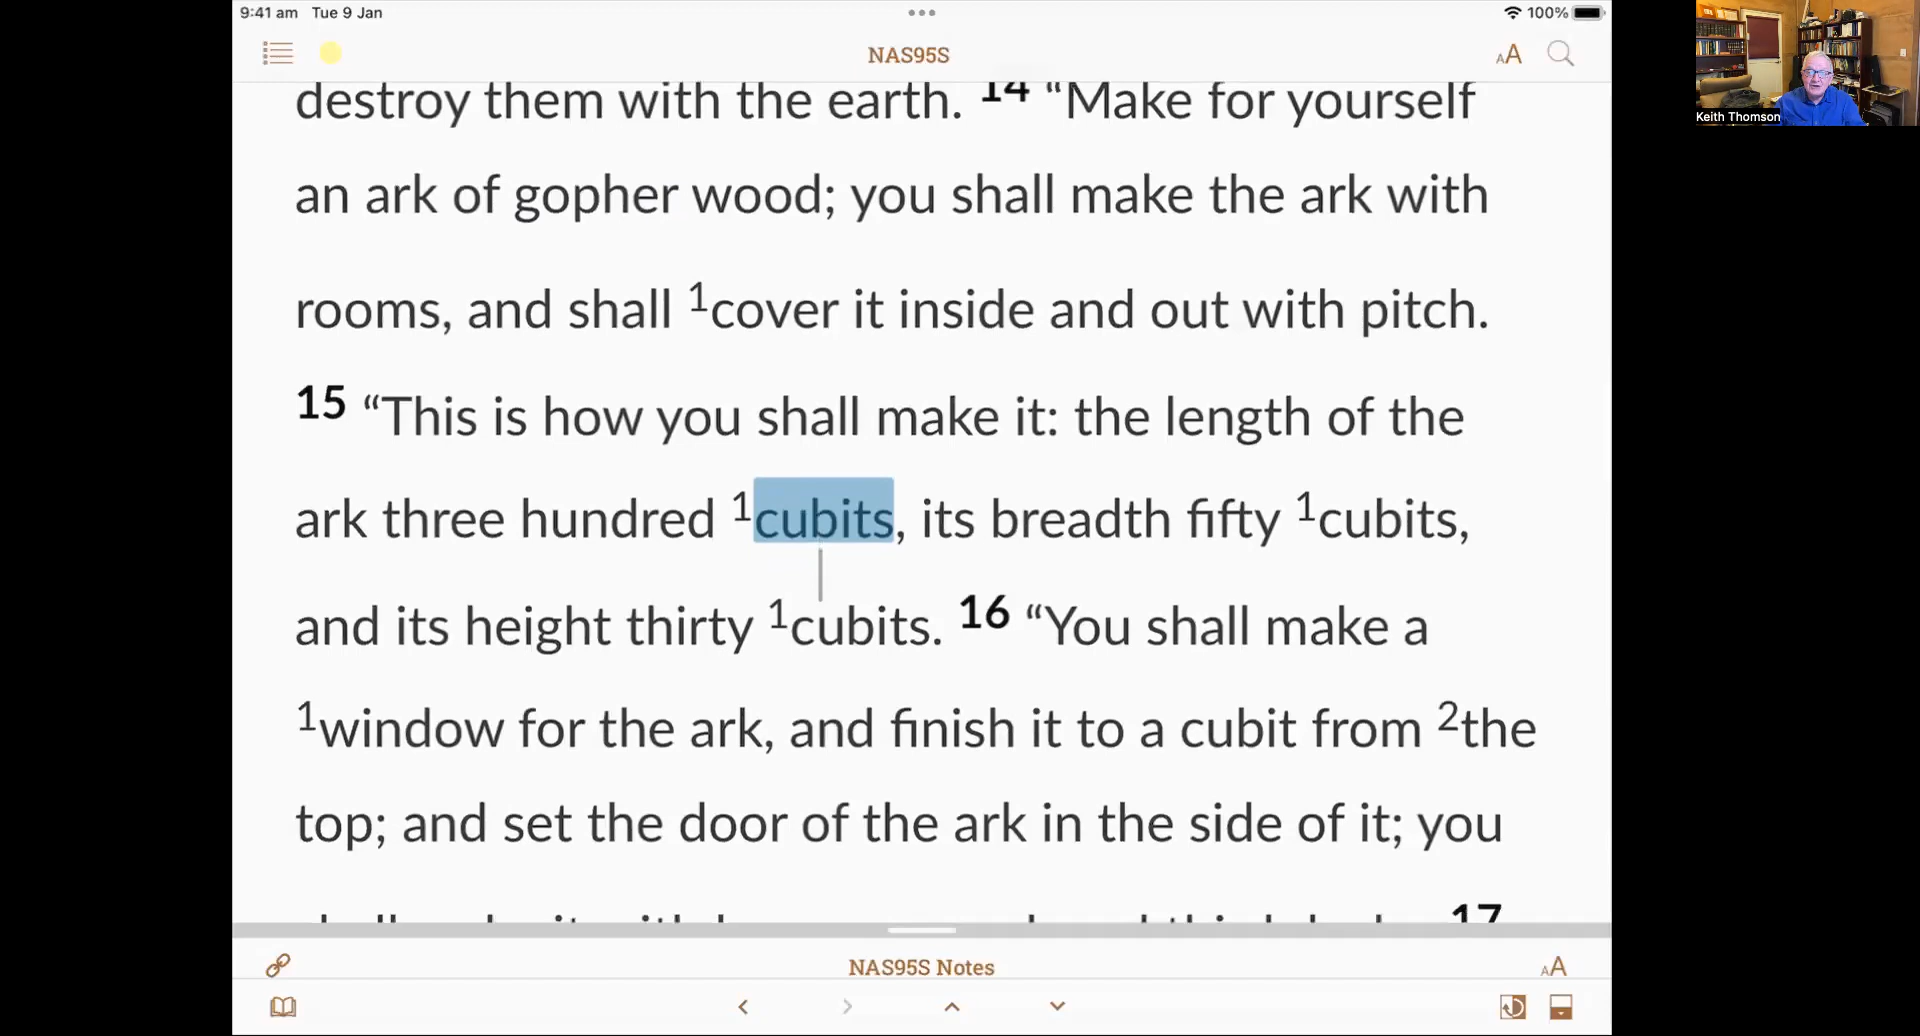 9:41 am Tue 9 Jan
100%
NAS95S
AA
Keith Thomson
destroy them with the earth. 14 “Make for yourself
an ark of gopher wood; you shall make the ark with
rooms, and shall 1cover it inside and out with pitch.
15 “This is how you shall make it: the length of the
ark three hundred 1cubits, its breadth fifty 1cubits,
and its height thirty 1cubits. 16 “You shall make a
1window for the ark, and finish it to a cubit from 2the
top; and set the door of the ark in the side of it; you
17
NAS95S Notes
AA